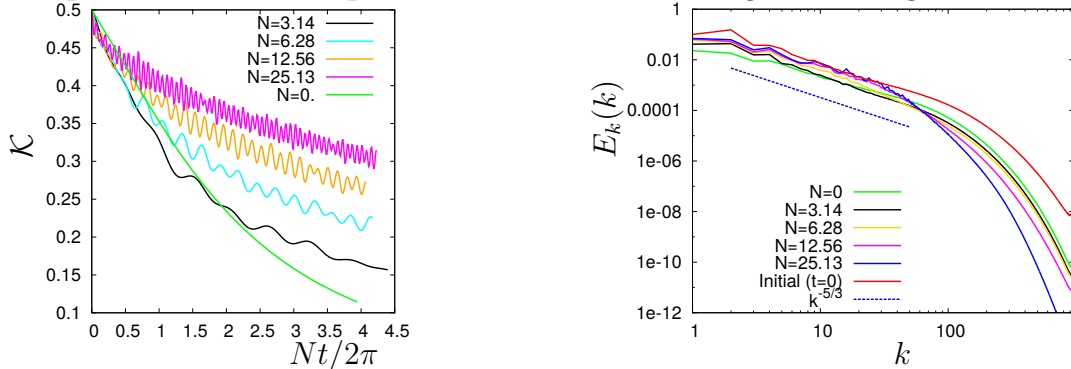 0.5
0.45
0.4
0.35
0.3
0.25
0.2
0.15
0.1
K
N=3.14
N=6.28
N=12.56
N=25.13
N=0.
0 0.5 1 1.5 2 2.5 3 3.5 4 4.5
Nt/2π
1
0.01
0.0001
1e-06
1e-08
1e-10
1e-12
E_k(k)
N=0
N=3.14
N=6.28
N=12.56
N=25.13
Initial (t=0)
k^-5/3
1 10 100
k